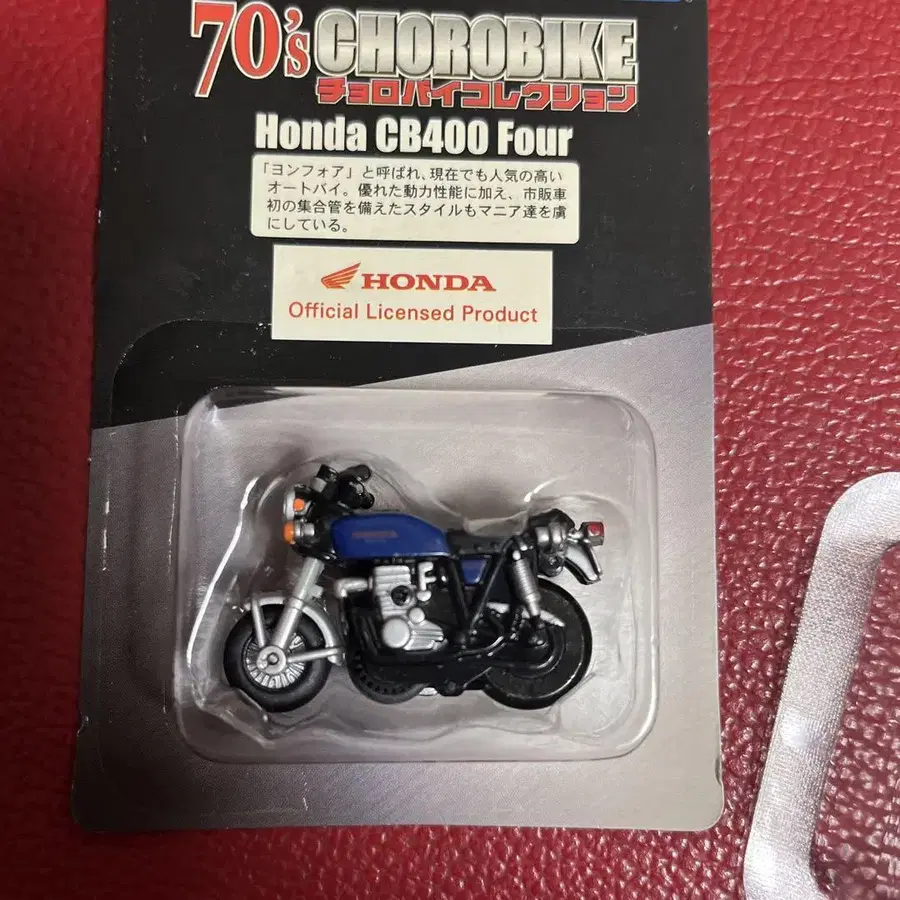 70's CHOROBIKE
チョロバイコレクション
Honda CB400 Four
「ヨンフォア」と呼ばれ、現在でも人気の高い
オートバイ。優れた動力性能に加え、市販車
初の集合管を備えたスタイルもマニア達を虜
にしている。
HONDA
Official Licensed Product
HONDA